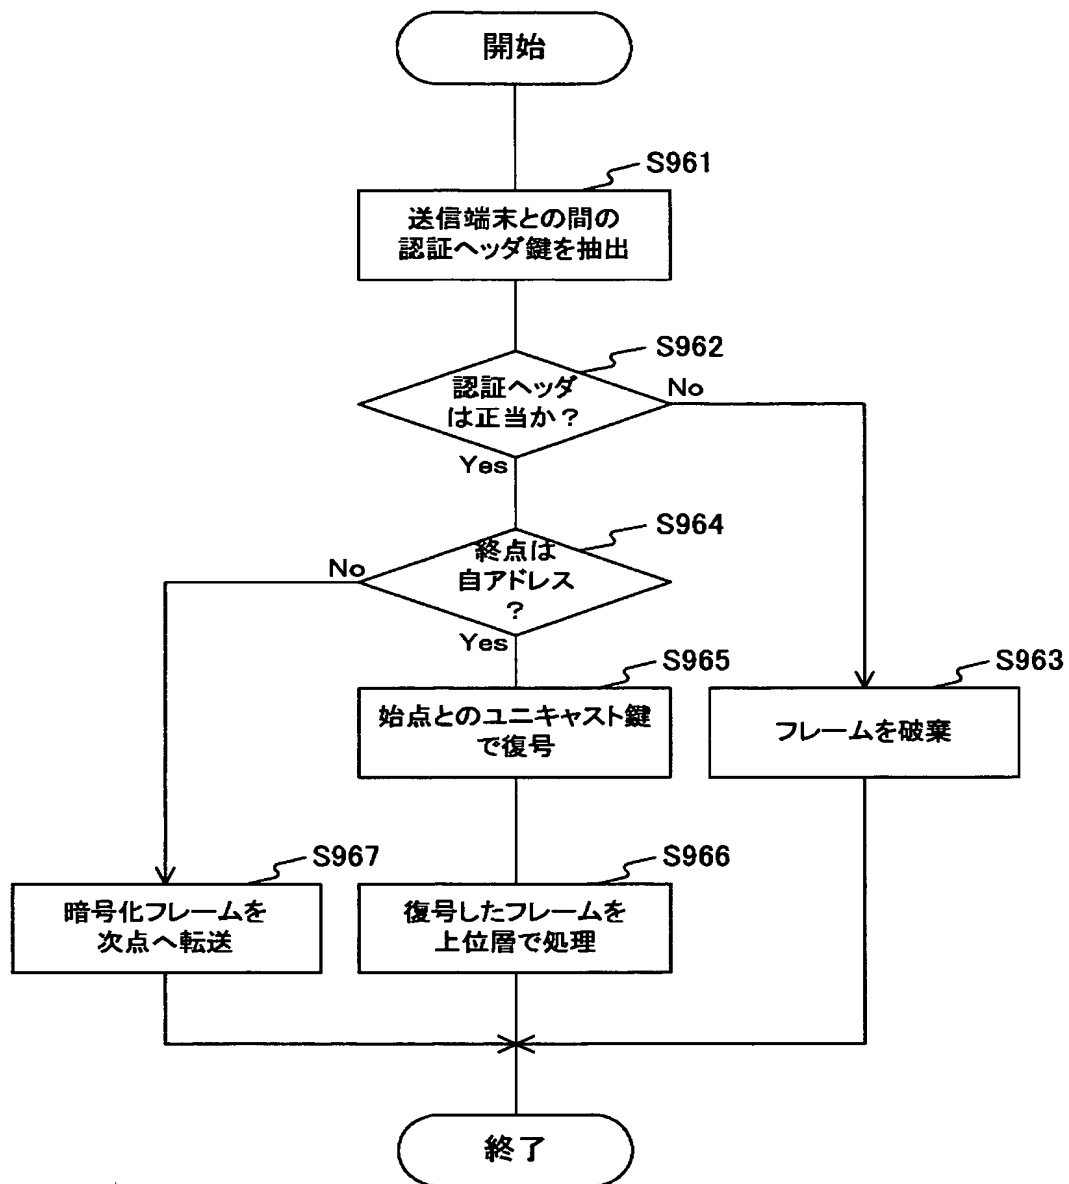 開始
S961
送信端末との間の
認証ヘッダ鍵を抽出
S962
認証ヘッダ
は正当か?
No
Yes
S964
終点は
自アドレス
?
No
Yes
S965
始点とのユニキャスト鍵
で復号
S963
フレームを破棄
S967
暗号化フレームを
次点へ転送
S966
復号したフレームを
上位層で処理
終了